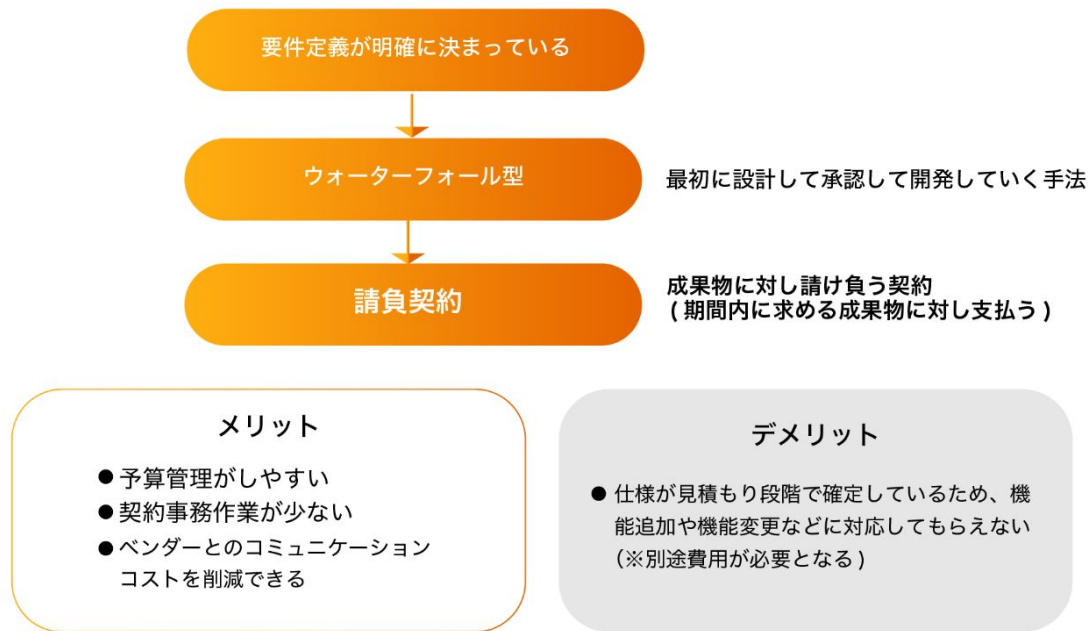 要件定義が明確に決まっている
ウォーターフォール型
最初に設計して承認して開発していく手法
請負契約
成果物に対し請け負う契約
( 期間内に求める成果物に対し支払う )
メリット
● 予算管理がしやすい
● 契約事務作業が少ない
● ベンダーとのコミュニケーション
コストを削減できる
デメリット
● 仕様が見積もり段階で確定しているため、機
能追加や機能変更などに対応してもらえない
(※別途費用が必要となる )